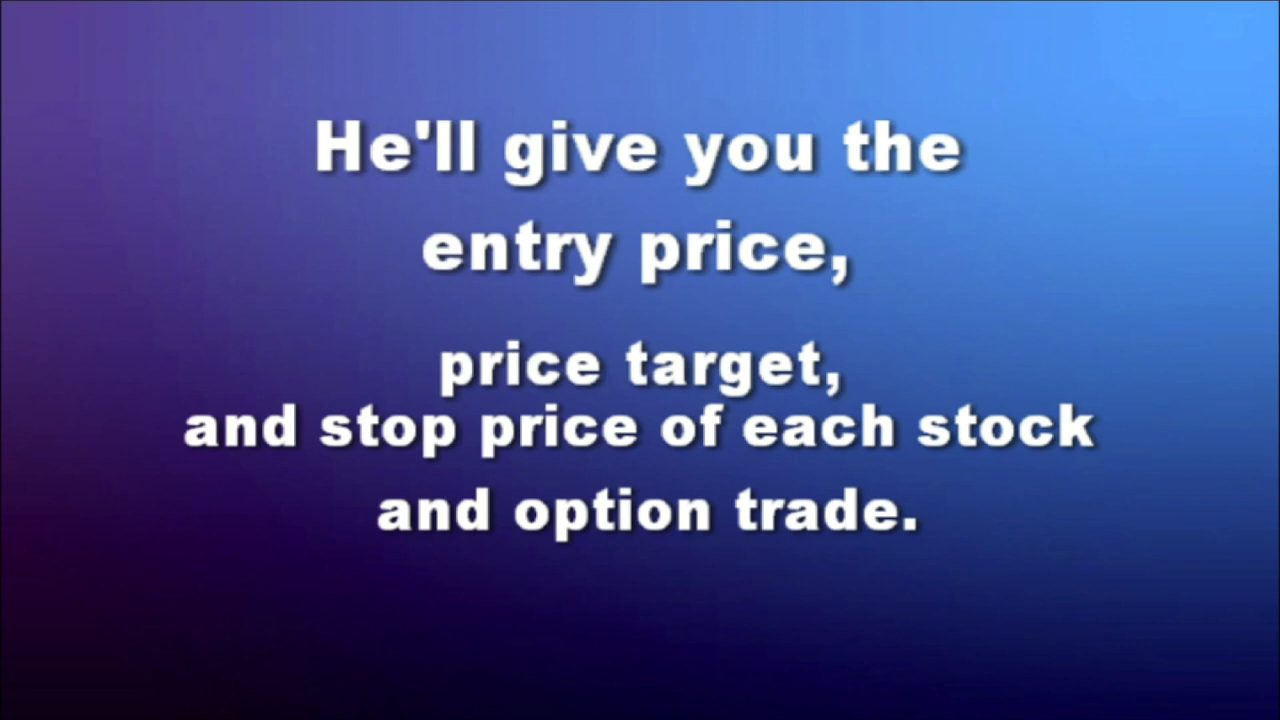 He'll give you the
entry price,
price target,
and stop price of each stock
and option trade.